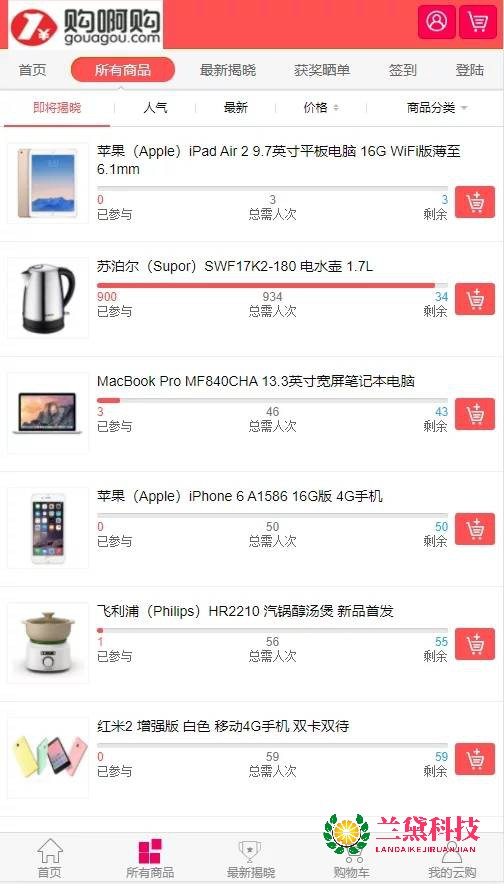 购啊购
gouagou.com
首页 所有商品 最新揭晓 获奖晒单 签到 登陆
即将揭晓 人气 最新 价格 商品分类
苹果（Apple）iPad Air 2 9.7英寸平板电脑 16G WiFi版薄至
6.1mm
0 3 3
已参与 总需人次 剩余
苏泊尔（Supor）SWF17K2-180 电水壶 1.7L
900 934 34
已参与 总需人次 剩余
MacBook Pro MF840CHA 13.3英寸宽屏笔记本电脑
3 46 43
已参与 总需人次 剩余
苹果（Apple）iPhone 6 A1586 16G版 4G手机
0 50 50
已参与 总需人次 剩余
飞利浦（Philips）HR2210 汽锅醇汤煲 新品首发
1 56 55
已参与 总需人次 剩余
红米2 增强版 白色 移动4G手机 双卡双待
0 59 59
已参与 总需人次 剩余
兰黛科技
LANDAIKEJIRUANJIAN
首页 所有商品 最新揭晓 购物车 我的云购